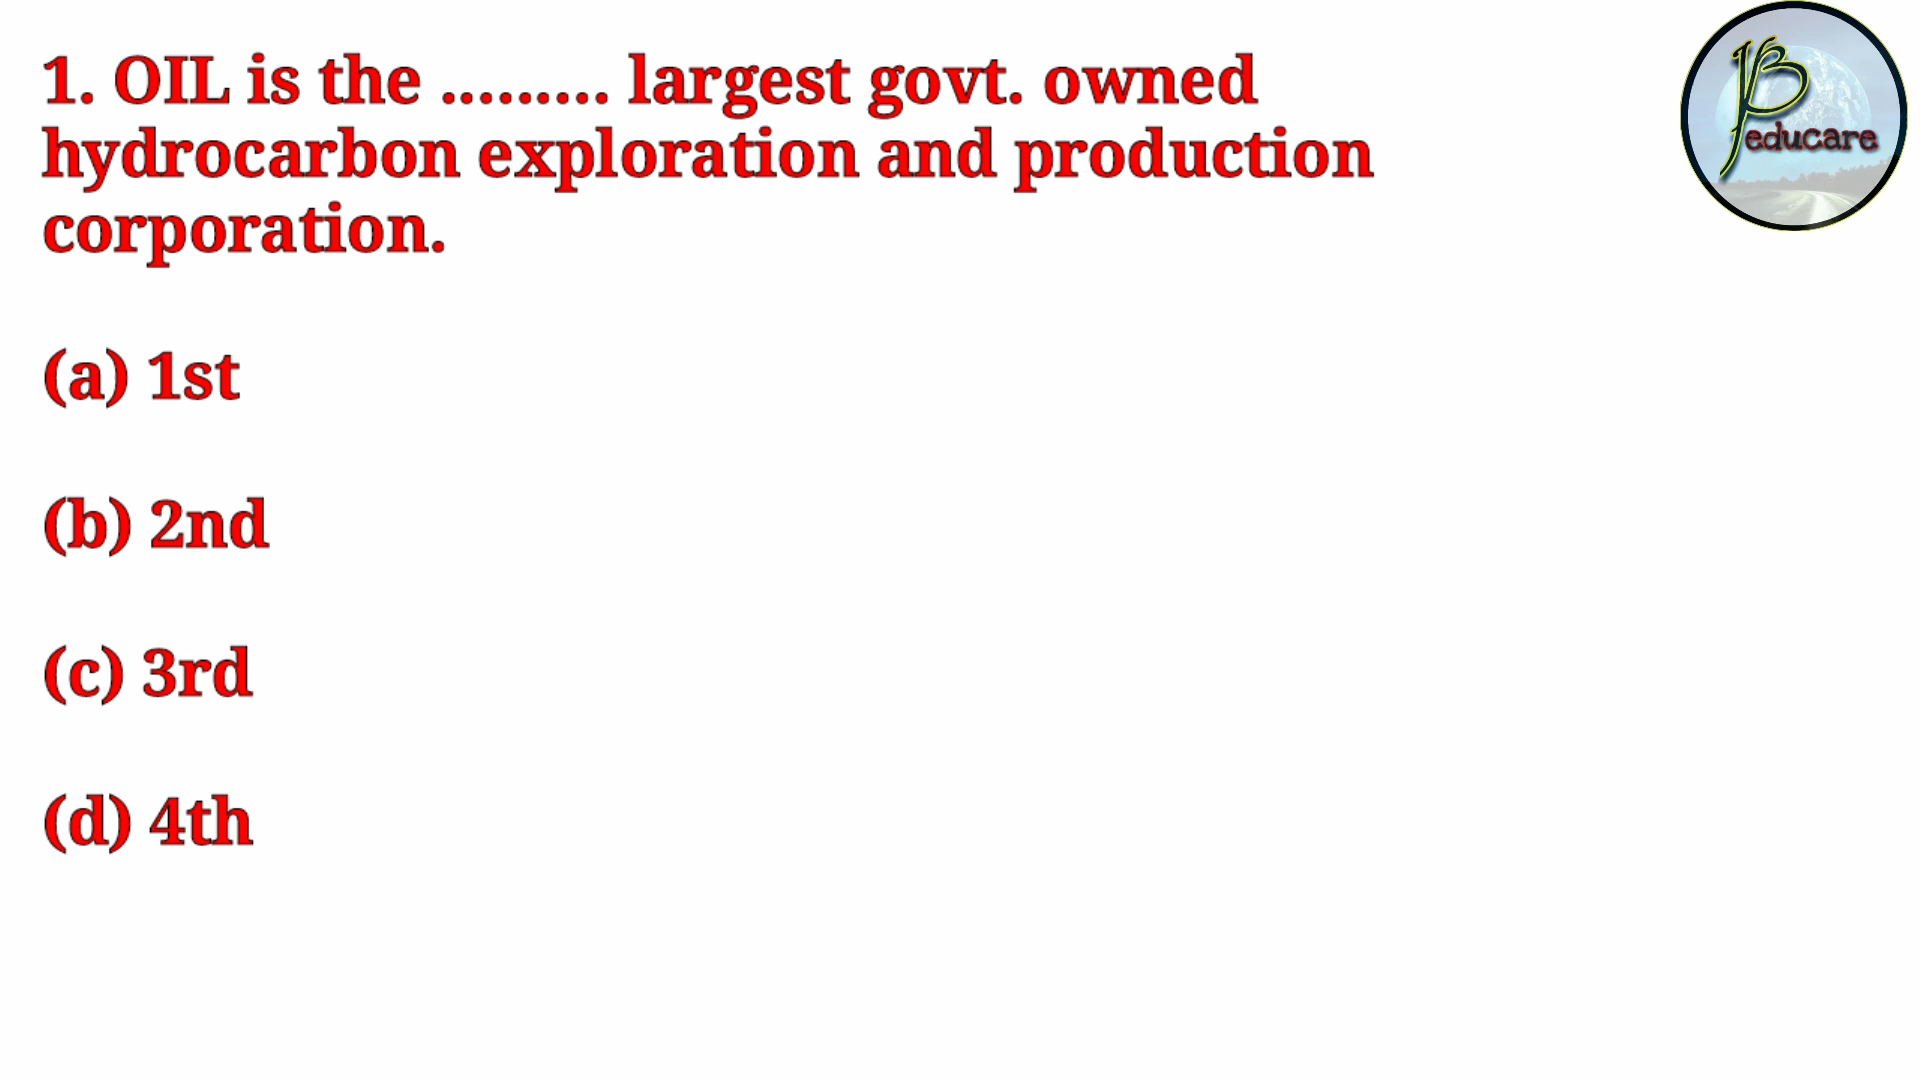 1. OIL is the ......... largest govt. owned
hydrocarbon exploration and production
corporation.
(a) 1st
(b) 2nd
(c) 3rd
(d) 4th
educare